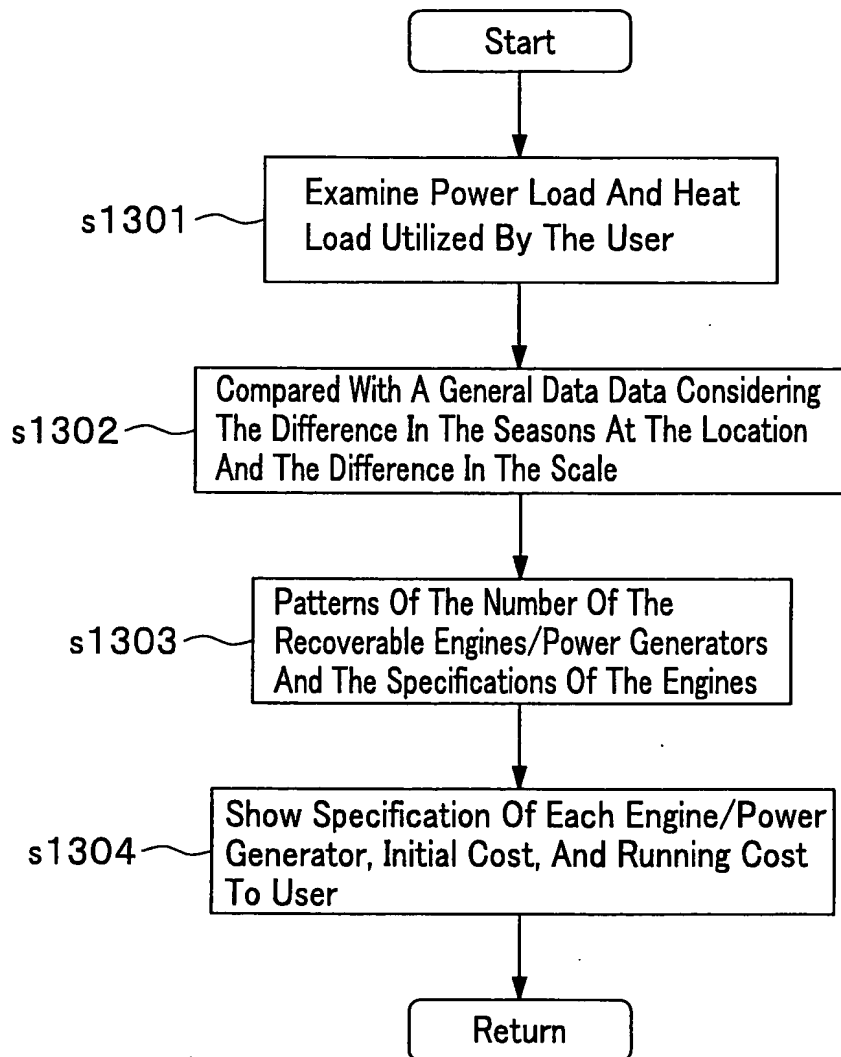 Start
s1301
Examine Power Load And Heat
Load Utilized By The User
s1302
Compared With A General Data Data Considering
The Difference In The Seasons At The Location
And The Difference In The Scale
s1303
Patterns Of The Number Of The
Recoverable Engines/Power Generators
And The Specifications Of The Engines
s1304
Show Specification Of Each Engine/Power
Generator, Initial Cost, And Running Cost
To User
Return